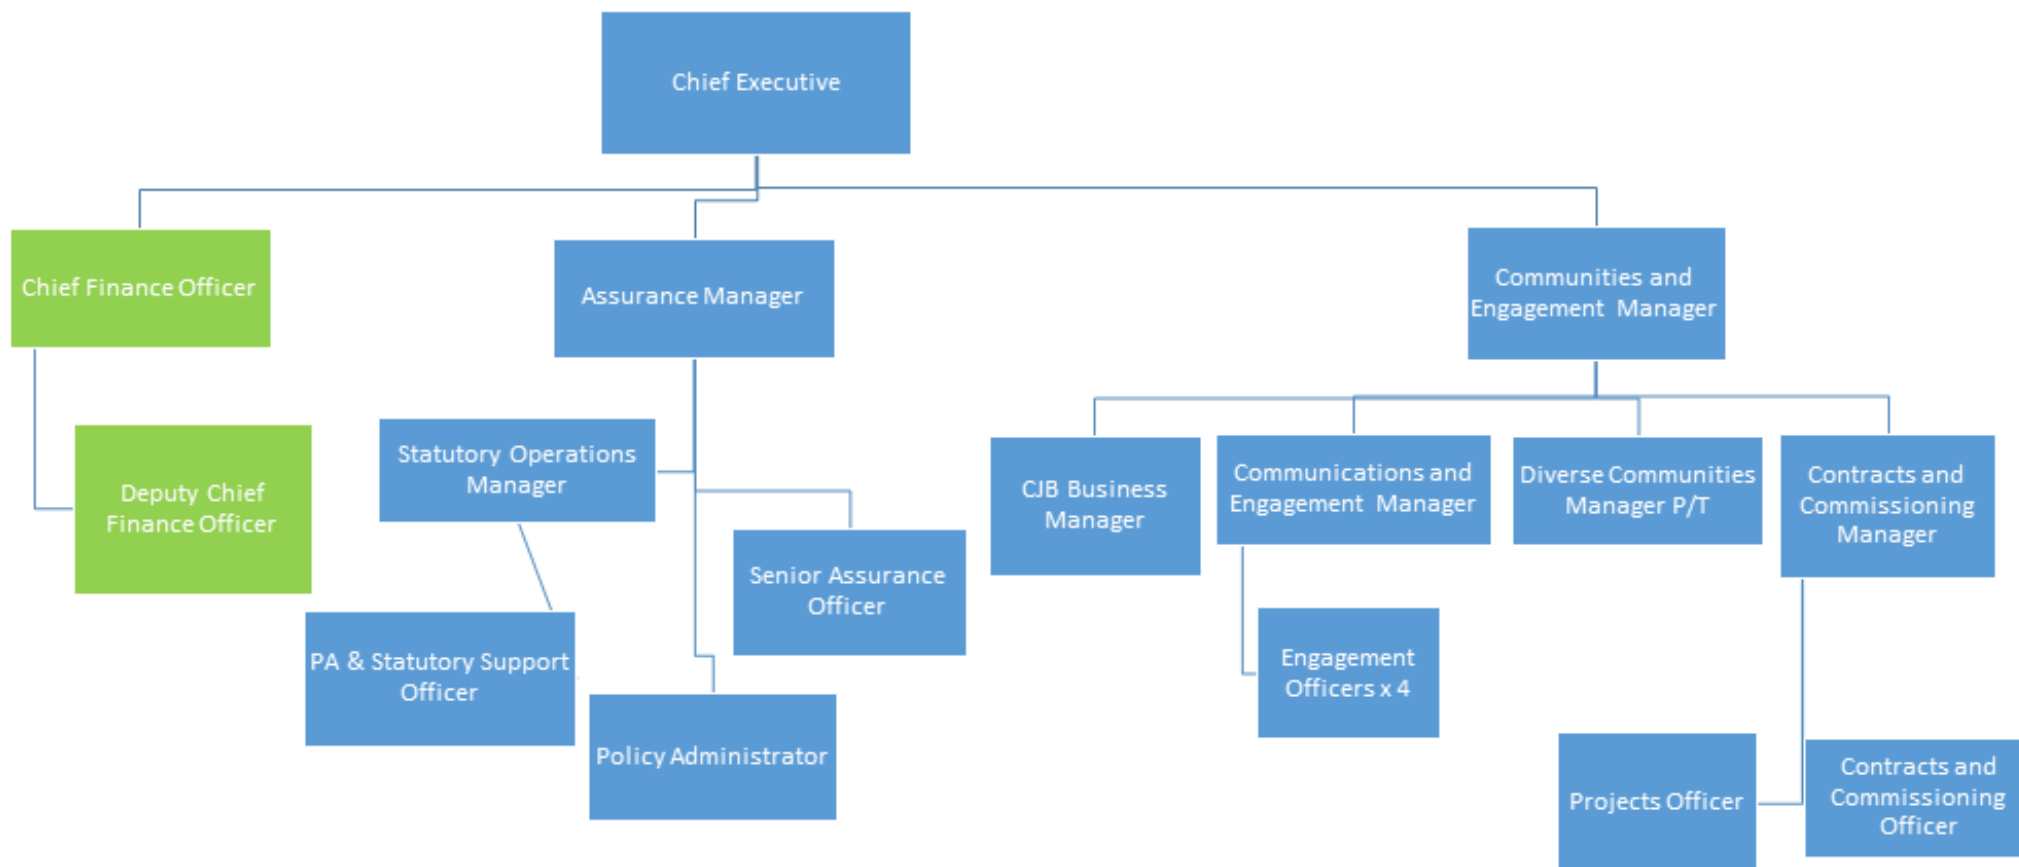 Chief Executive
Chief Finance Officer
Assurance Manager
Communities and
Engagement Manager
Deputy Chief
Finance Officer
Statutory Operations
Manager
Senior Assurance
Officer
PA & Statutory Support
Officer
Policy Administrator
CJB Business
Manager
Communications and
Engagement Manager
Diverse Communities
Manager P/T
Contracts and
Commissioning
Manager
Engagement
Officers x 4
Projects Officer
Contracts and
Commissioning
Officer